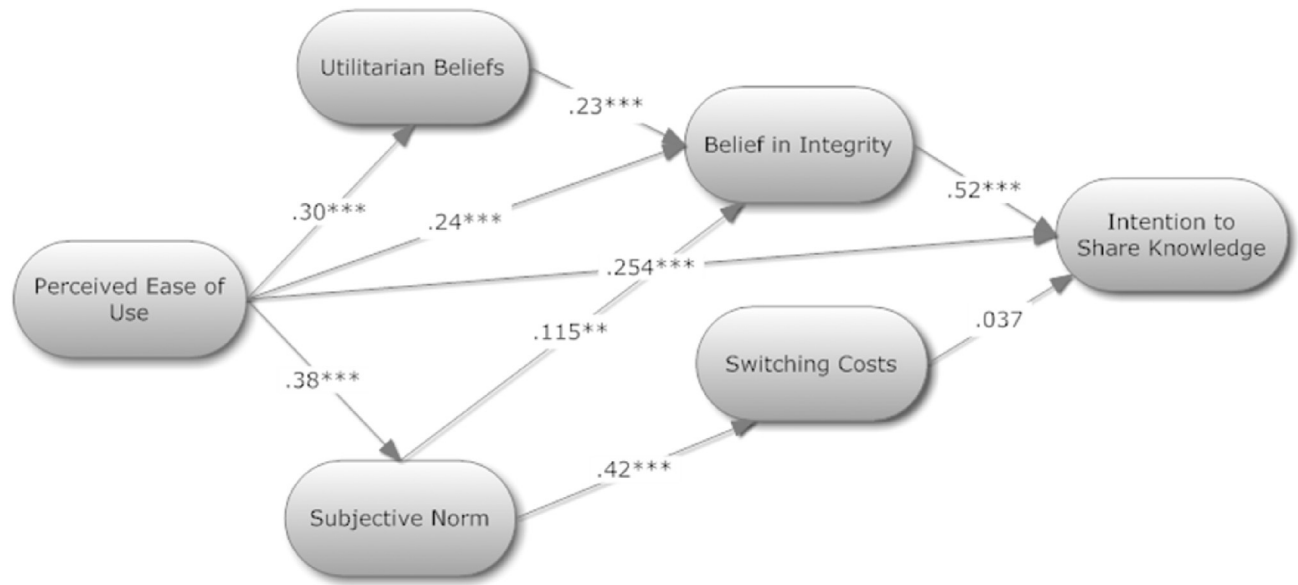 Utilitarian Beliefs
.23***
Belief in Integrity
.52***
Intention to
Share Knowledge
.30***
.24***
.254***
Perceived Ease of
Use
.115**
.037
Switching Costs
.38***
.42***
Subjective Norm